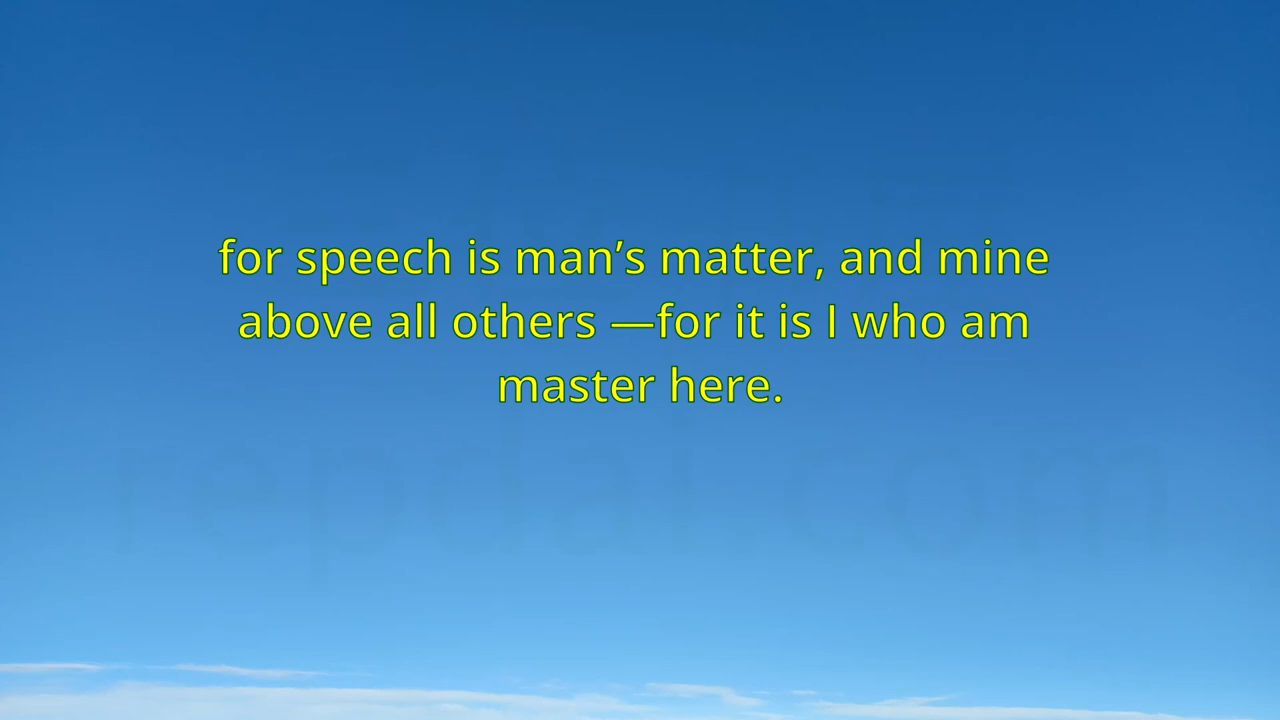 for speech is man’s matter, and mine
above all others —for it is I who am
master here.